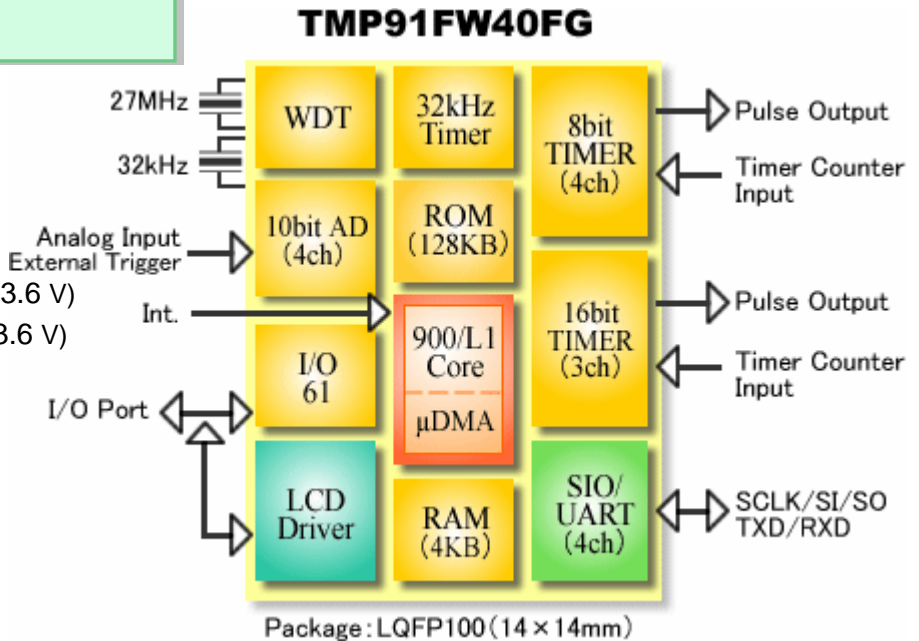 TMP91FW40FG
27MHz
32kHz
WDT
32kHz
Timer
8bit
TIMER
(4ch)
Pulse Output
Timer Counter
Input
Analog Input
External Trigger
10bit AD
(4ch)
ROM
(128KB)
3.6 V)
3.6 V)
Int.
900/L1
Core
μDMA
16bit
TIMER
(3ch)
Pulse Output
Timer Counter
Input
I/O
61
I/O Port
LCD
Driver
RAM
(4KB)
SIO/
UART
(4ch)
SCLK/SI/SO
TXD/RXD
Package:LQFP100(14×14mm)